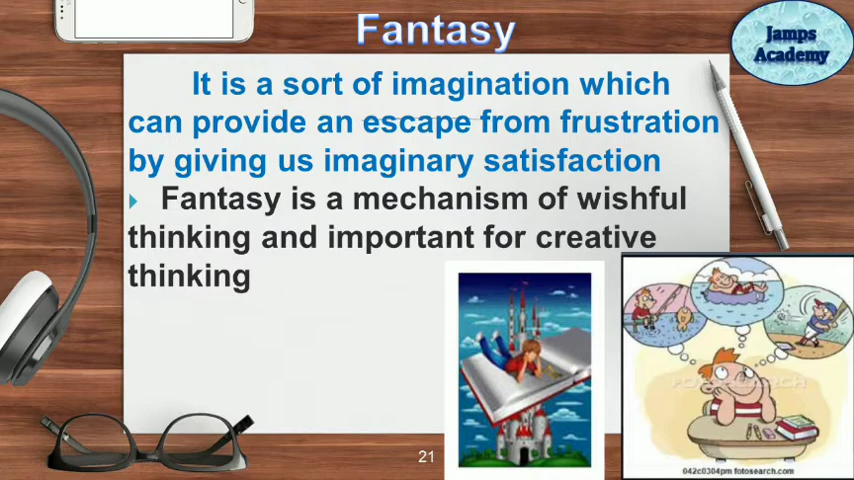 Fantasy
Jamps
Academy
It is a sort of imagination which
can provide an escape from frustration
by giving us imaginary satisfaction
Fantasy is a mechanism of wishful
thinking and important for creative
thinking
FOTOSEARCH
21
042c0304pm fotosearch.com